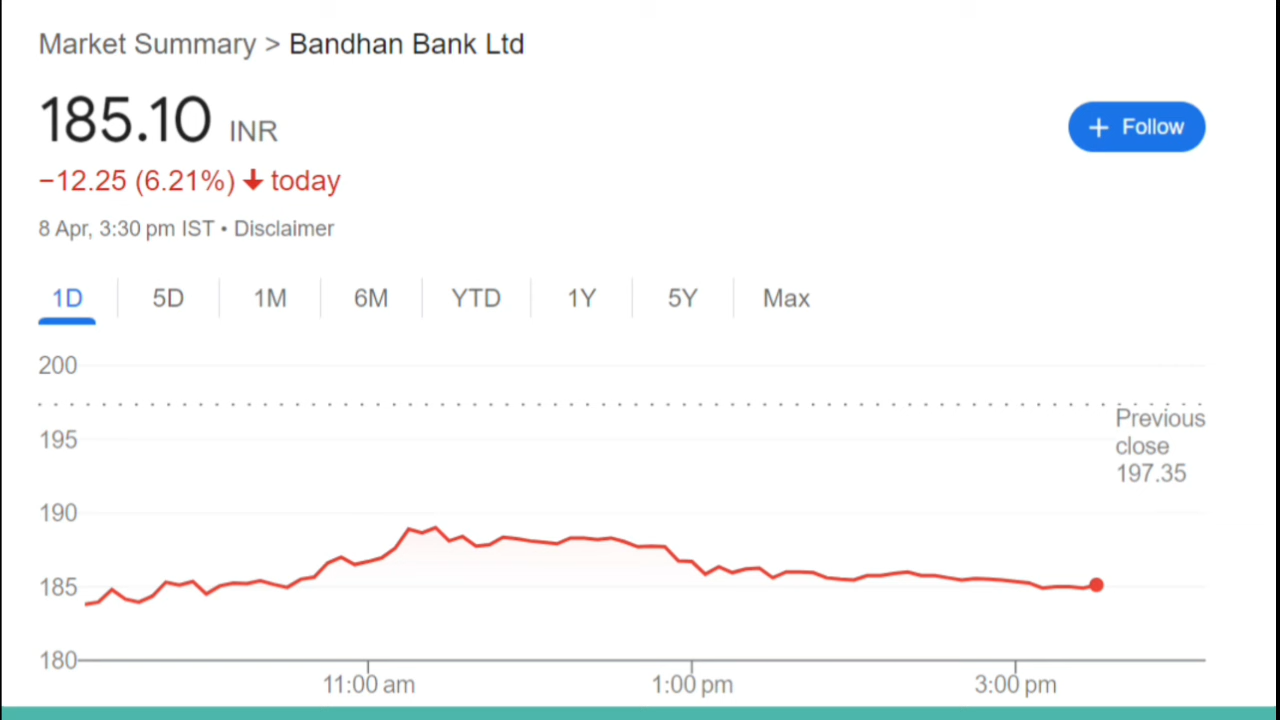 Market Summary > Bandhan Bank Ltd
185.10 INR
+ Follow
−12.25 (6.21%) ↓ today
8 Apr, 3:30 pm IST • Disclaimer
1D 5D 1M 6M YTD 1Y 5Y Max
200
Previous
close
197.35
195
190
185
180
11:00 am 1:00 pm 3:00 pm